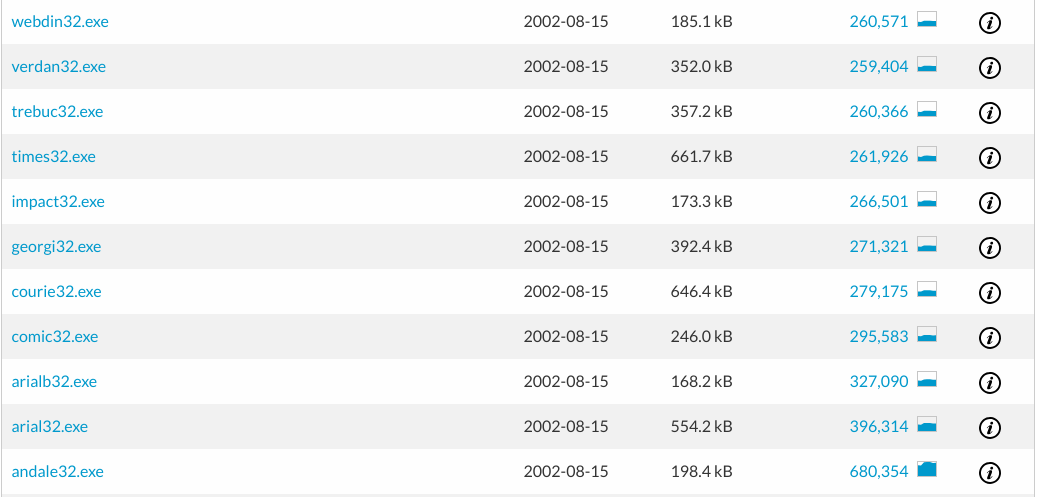 webdin32.exe 2002-08-15 185.1 kB 260,571 i
verdan32.exe 2002-08-15 352.0 kB 259,404 i
trebuc32.exe 2002-08-15 357.2 kB 260,366 i
times32.exe 2002-08-15 661.7 kB 261,926 i
impact32.exe 2002-08-15 173.3 kB 266,501 i
georgi32.exe 2002-08-15 392.4 kB 271,321 i
courie32.exe 2002-08-15 646.4 kB 279,175 i
comic32.exe 2002-08-15 246.0 kB 295,583 i
arialb32.exe 2002-08-15 168.2 kB 327,090 i
arial32.exe 2002-08-15 554.2 kB 396,314 i
andale32.exe 2002-08-15 198.4 kB 680,354 i